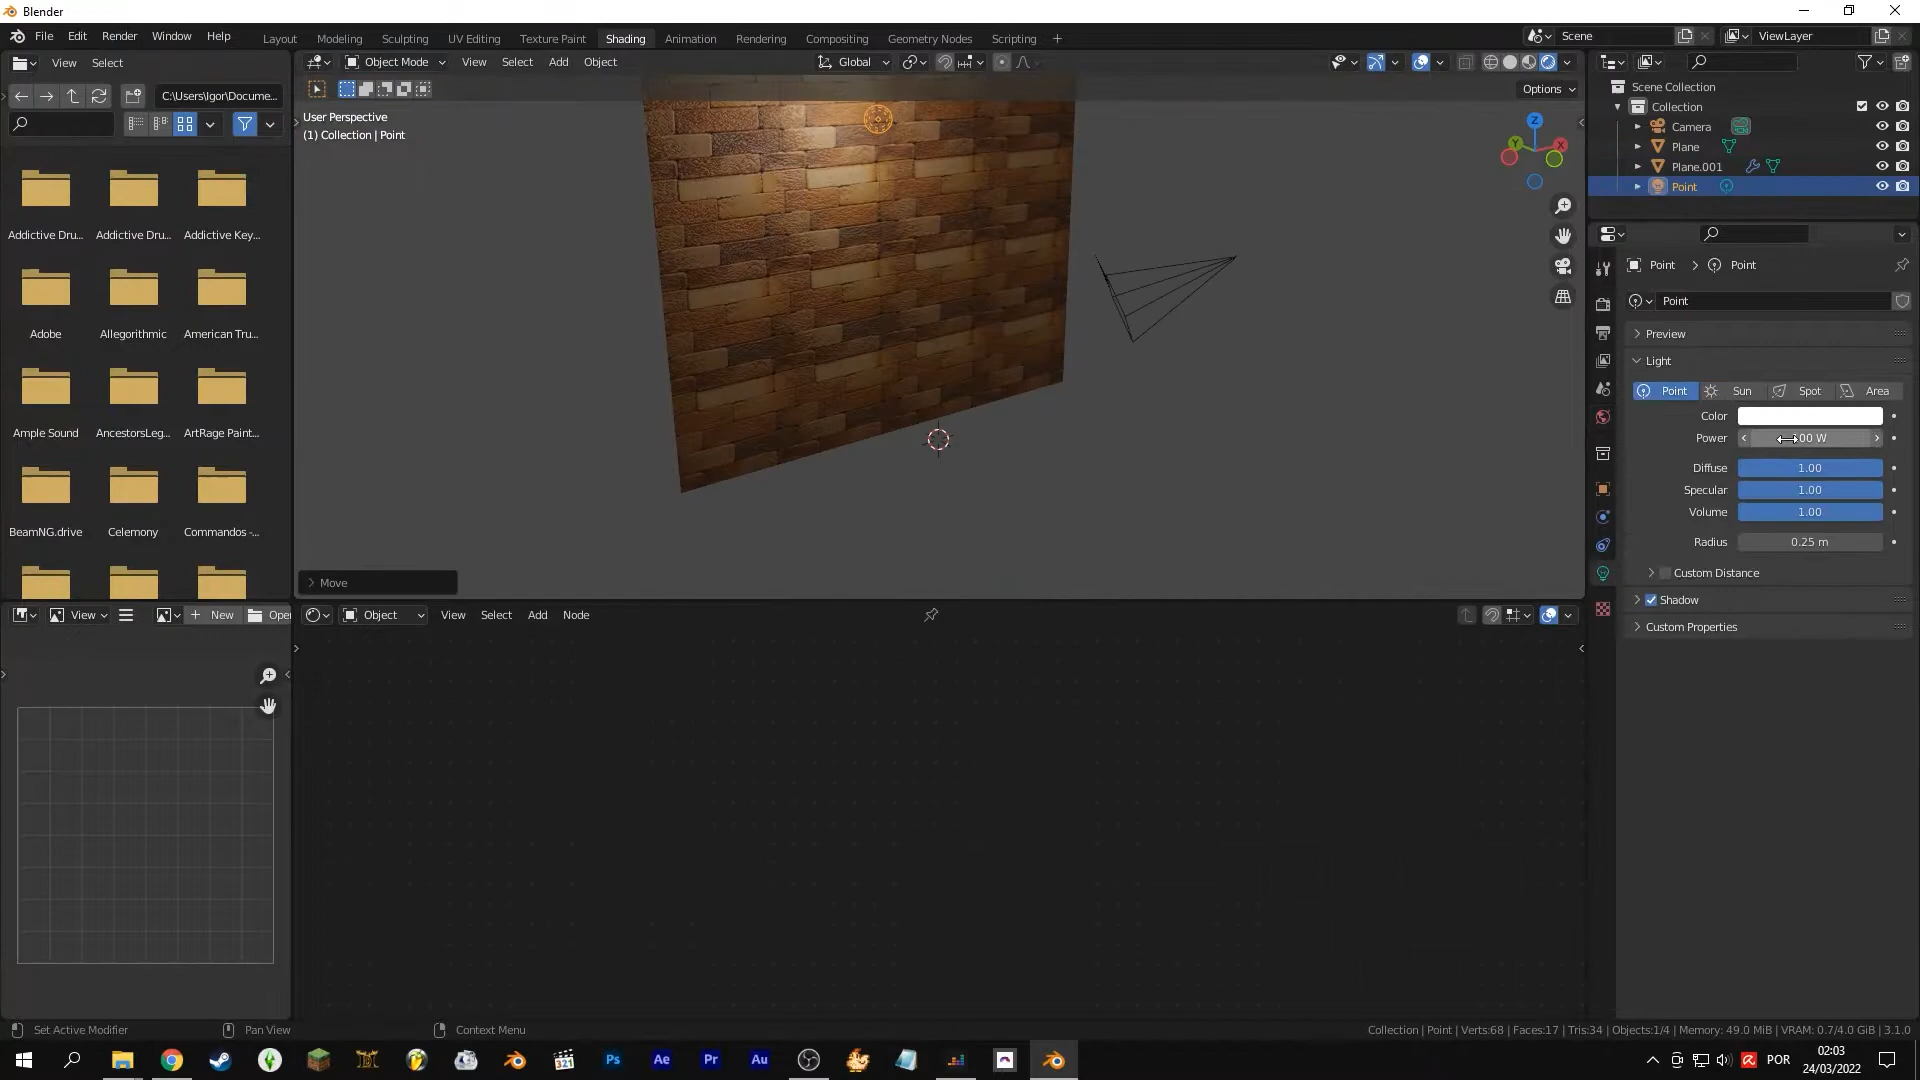 Blender
File Edit Render Window Help
Layout Modeling Sculpting UV Editing Texture Paint Shading Animation Rendering Compositing Geometry Nodes Scripting +
Scene
ViewLayer
View Select
Object Mode View Select Add Object
Global
C:\Users\Igor\Docume...
Options
User Perspective
(1) Collection | Point
Z
Y
X
Addictive Dru... Addictive Dru... Addictive Key...
Adobe Allegorithmic American Tru...
Ample Sound AncestorsLeg... ArtRage Paint...
BeamNG.drive Celemony Commandos -...
Move
Scene Collection
Collection
Camera
Plane
Plane.001
Point
Point > Point
Point
Preview
Light
Point Sun Spot Area
Color
Power
Diffuse 1.00
Specular 1.00
Volume 1.00
Radius 0.25 m
Custom Distance
Shadow
Custom Properties
View
+ New
Open
Object View Select Add Node
Set Active Modifier
Pan View
Context Menu
Collection | Point | Verts:68 | Faces:17 | Tris:34 | Objects:1/4 | Memory: 49.0 MiB | VRAM: 0.7/4.0 GiB | 3.1.0
321
Ps Ae Pr Au
POR
02:03
24/03/2022